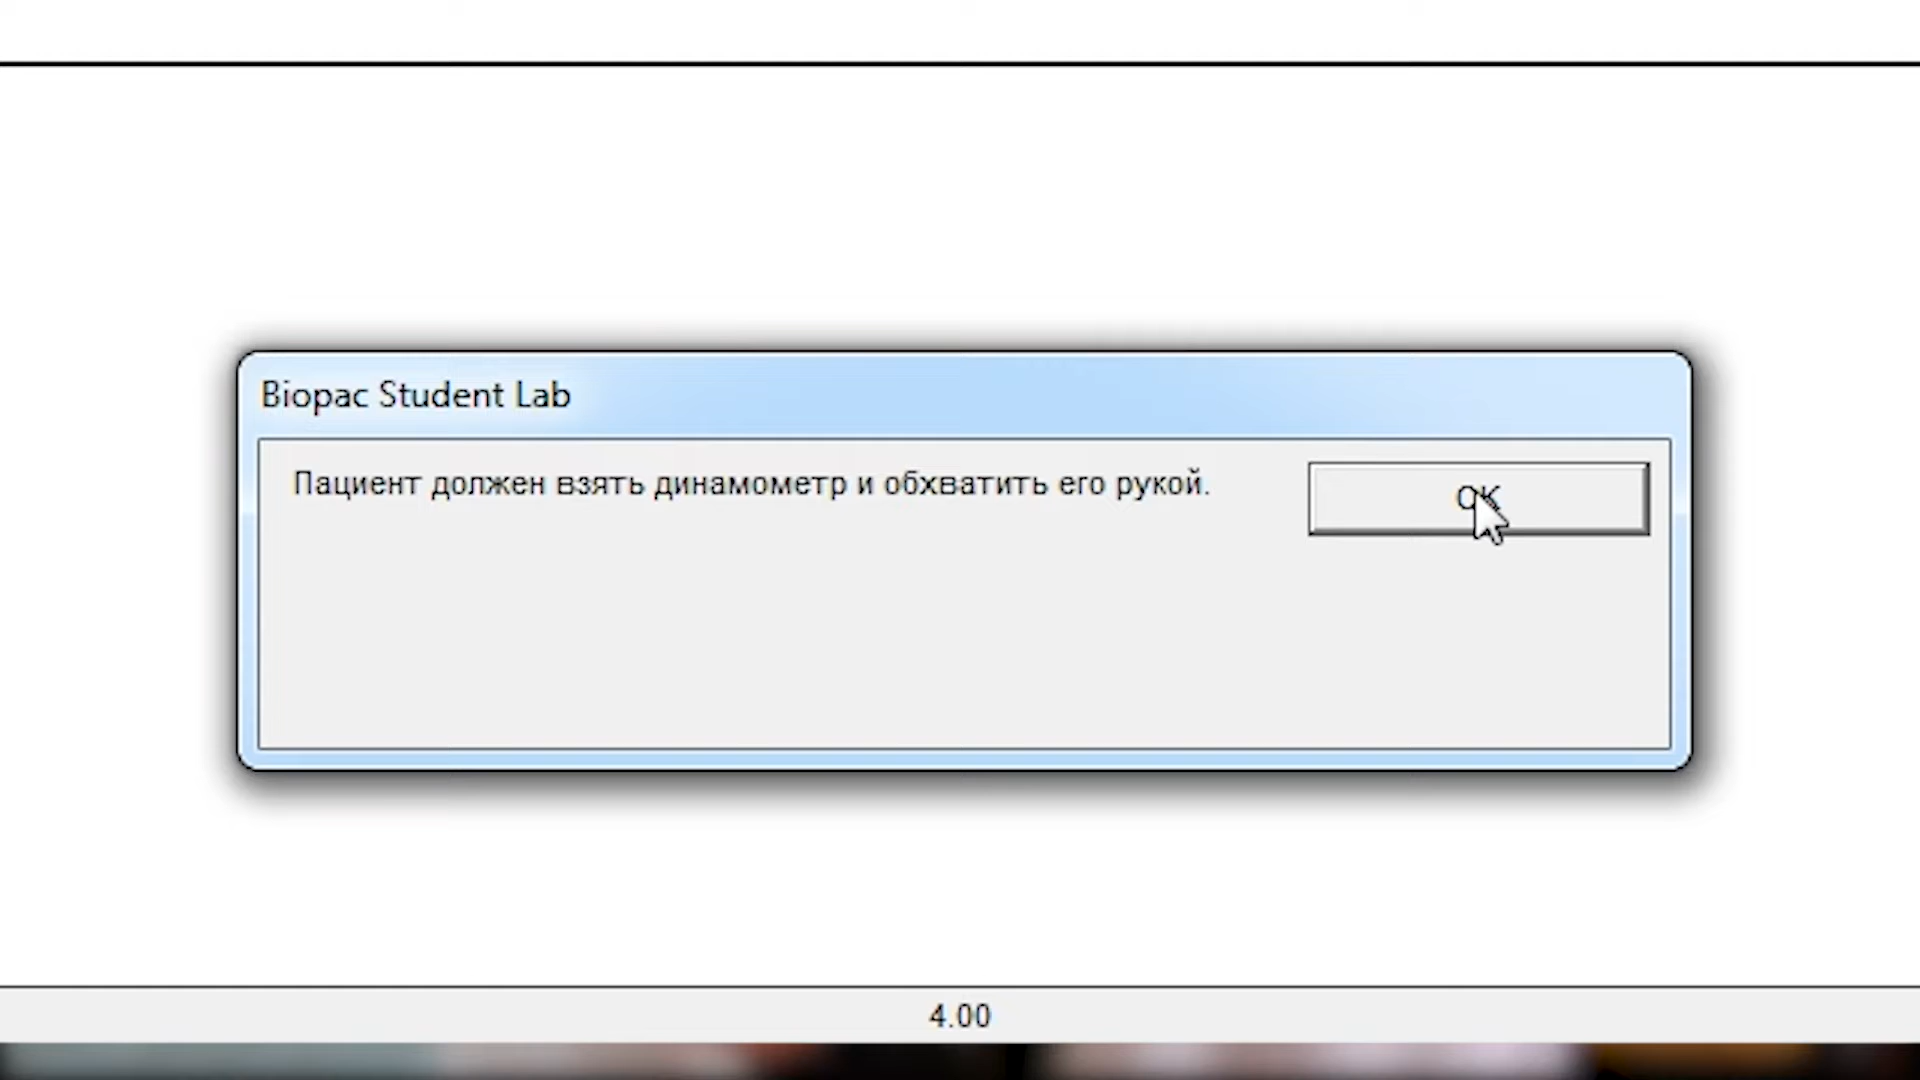 Biopac Student Lab
Пациент должен взять динамометр и обхватить его рукой.
OK
4.00